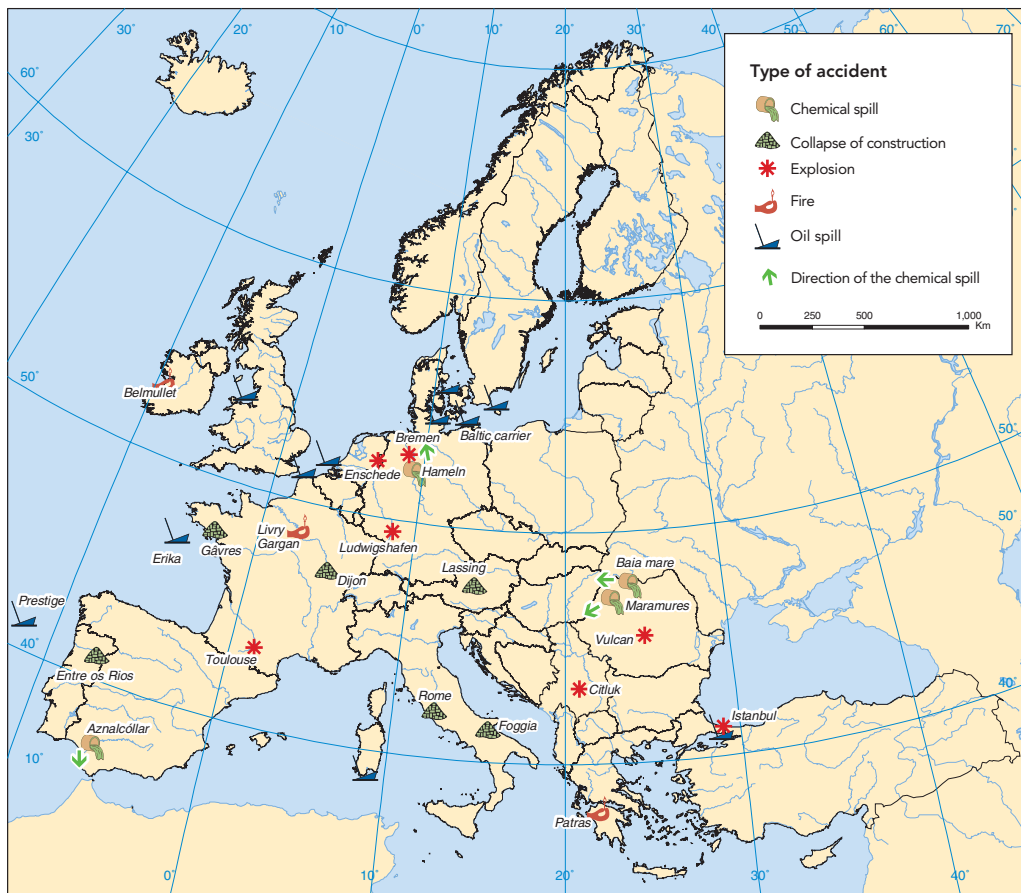 30°
20°
10°
0°
10°
20°
30°
40°
50°
60°
70°
60°
30°
50°
40°
10°
50°
50°
40°
0°
10°
20°
30°
40°
Type of accident
Chemical spill
Collapse of construction
Explosion
Fire
Oil spill
Direction of the chemical spill
0 250 500 1,000
Km
Belmullet
Bremen
Baltic carrier
Enschede
Hameln
Livry
Gargan
Ludwigshafen
Erika
Gâvres
Dijon
Lassing
Baia mare
Maramures
Prestige
Vulcan
Toulouse
Entre os Rios
Citluk
Rome
Foggia
Istanbul
Aznalcóllar
Patras